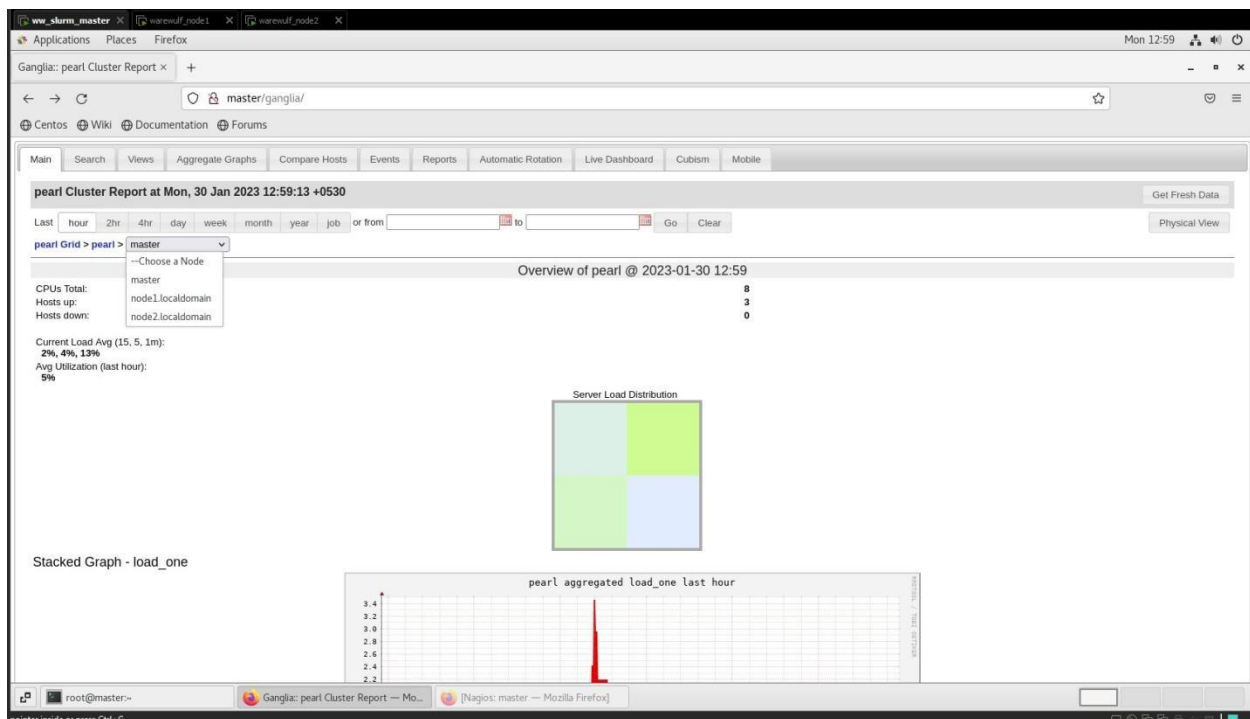 ww_slurm_master warewulf_node1 warewulf_node2
Applications Places Firefox Mon 12:59
Ganglia:: pearl Cluster Report
master/ganglia/
Centos Wiki Documentation Forums
Main Search Views Aggregate Graphs Compare Hosts Events Reports Automatic Rotation Live Dashboard Cubism Mobile
pearl Cluster Report at Mon, 30 Jan 2023 12:59:13 +0530 Get Fresh Data
Last hour 2hr 4hr day week month year job or from to Go Clear Physical View
pearl Grid > pearl > master
--Choose a Node
master
node1.localdomain
node2.localdomain
Overview of pearl @ 2023-01-30 12:59
CPUs Total: 8
Hosts up: 3
Hosts down: 0
Current Load Avg (15, 5, 1m):
2%, 4%, 13%
Avg Utilization (last hour):
5%
Server Load Distribution
Stacked Graph - load_one
pearl aggregated load_one last hour
3.4
3.2
3.0
2.8
2.6
2.4
2.2
RRDTOOL / TOBI OETIKER
root@master:~ Ganglia:: pearl Cluster Report — Mo... [Nagios: master — Mozilla Firefox]